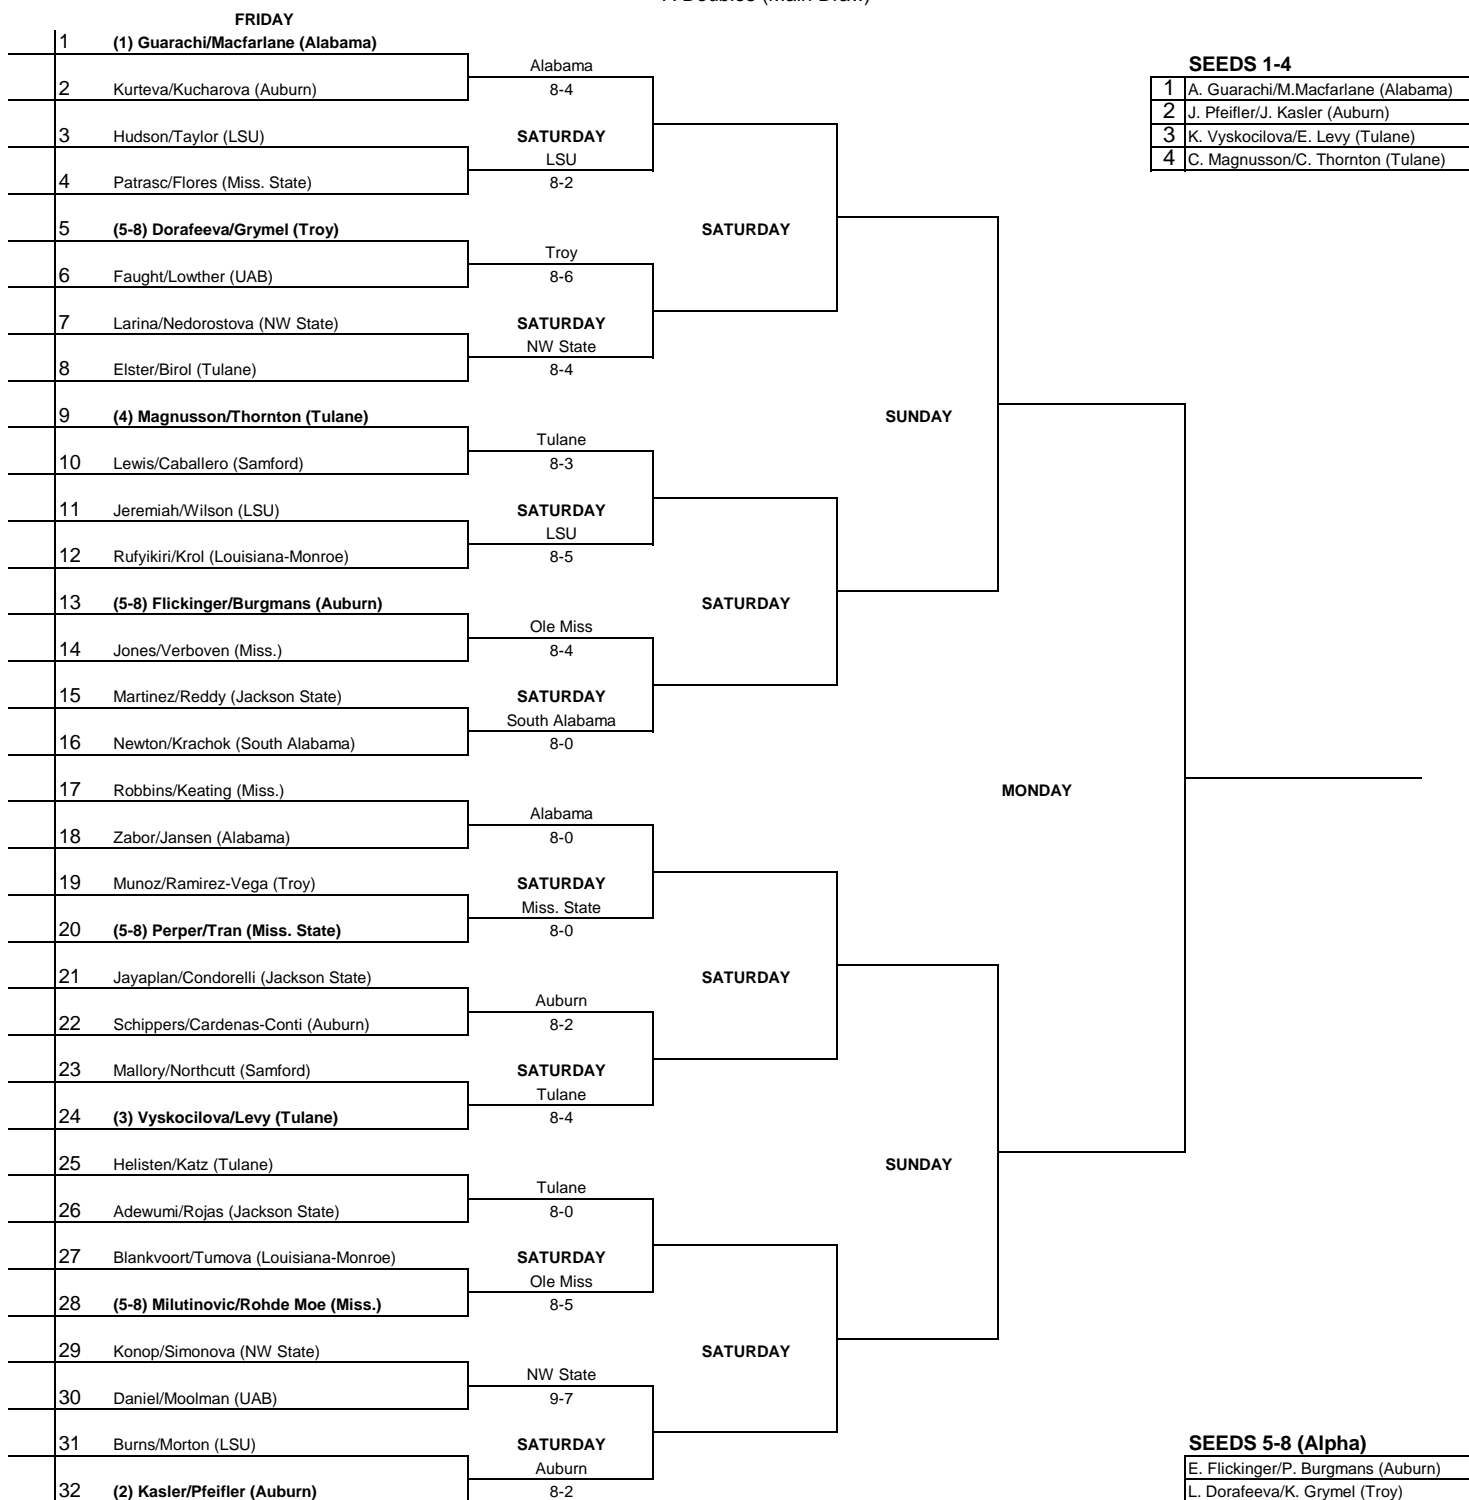 FRIDAY
1 (1) Guarachi/Macfarlane (Alabama)
Alabama
SEEDS 1-4
2 Kurteva/Kucharova (Auburn)
8-4
1 A. Guarachi/M.Macfarlane (Alabama)
2 J. Pfeifler/J. Kasler (Auburn)
3 Hudson/Taylor (LSU)
SATURDAY
3 K. Vyskocilova/E. Levy (Tulane)
LSU
4 C. Magnusson/C. Thornton (Tulane)
4 Patrasc/Flores (Miss. State)
8-2
5 (5-8) Dorafeeva/Grymel (Troy)
SATURDAY
Troy
6 Faught/Lowther (UAB)
8-6
7 Larina/Nedorostova (NW State)
SATURDAY
NW State
8 Elster/Birol (Tulane)
8-4
9 (4) Magnusson/Thornton (Tulane)
SUNDAY
Tulane
10 Lewis/Caballero (Samford)
8-3
11 Jeremiah/Wilson (LSU)
SATURDAY
LSU
12 Rufyikiri/Krol (Louisiana-Monroe)
8-5
13 (5-8) Flickinger/Burgmans (Auburn)
SATURDAY
Ole Miss
14 Jones/Verboven (Miss.)
8-4
15 Martinez/Reddy (Jackson State)
SATURDAY
South Alabama
16 Newton/Krachok (South Alabama)
8-0
17 Robbins/Keating (Miss.)
MONDAY
Alabama
18 Zabor/Jansen (Alabama)
8-0
19 Munoz/Ramirez-Vega (Troy)
SATURDAY
Miss. State
20 (5-8) Perper/Tran (Miss. State)
8-0
21 Jayaplan/Condorelli (Jackson State)
SATURDAY
Auburn
22 Schippers/Cardenas-Conti (Auburn)
8-2
23 Mallory/Northcutt (Samford)
SATURDAY
Tulane
24 (3) Vyskocilova/Levy (Tulane)
8-4
25 Helisten/Katz (Tulane)
SUNDAY
Tulane
26 Adewumi/Rojas (Jackson State)
8-0
27 Blankvoort/Tumova (Louisiana-Monroe)
SATURDAY
Ole Miss
28 (5-8) Milutinovic/Rohde Moe (Miss.)
8-5
29 Konop/Simonova (NW State)
SATURDAY
NW State
30 Daniel/Moolman (UAB)
9-7
31 Burns/Morton (LSU)
SATURDAY
SEEDS 5-8 (Alpha)
Auburn
E. Flickinger/P. Burgmans (Auburn)
32 (2) Kasler/Pfeifler (Auburn)
8-2
L. Dorafeeva/K. Grymel (Troy)